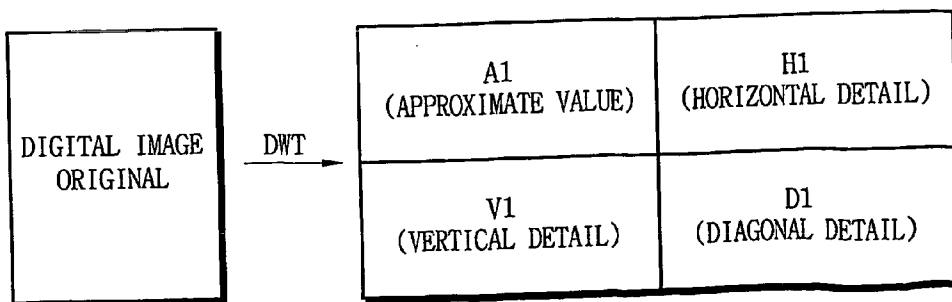 DIGITAL IMAGE
ORIGINAL
DWT
A1
(APPROXIMATE VALUE)
H1
(HORIZONTAL DETAIL)
V1
(VERTICAL DETAIL)
D1
(DIAGONAL DETAIL)